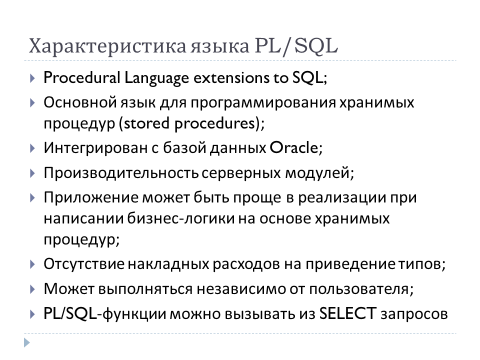 Характеристика языка PL/SQL
Procedural Language extensions to SQL;
Основной язык для программирования хранимых
процедур (stored procedures);
Интегрирован с базой данных Oracle;
Производительность серверных модулей;
Приложение может быть проще в реализации при
написании бизнес-логики на основе хранимых
процедур;
Отсутствие накладных расходов на приведение типов;
Может выполняться независимо от пользователя;
PL/SQL-функции можно вызывать из SELECT запросов